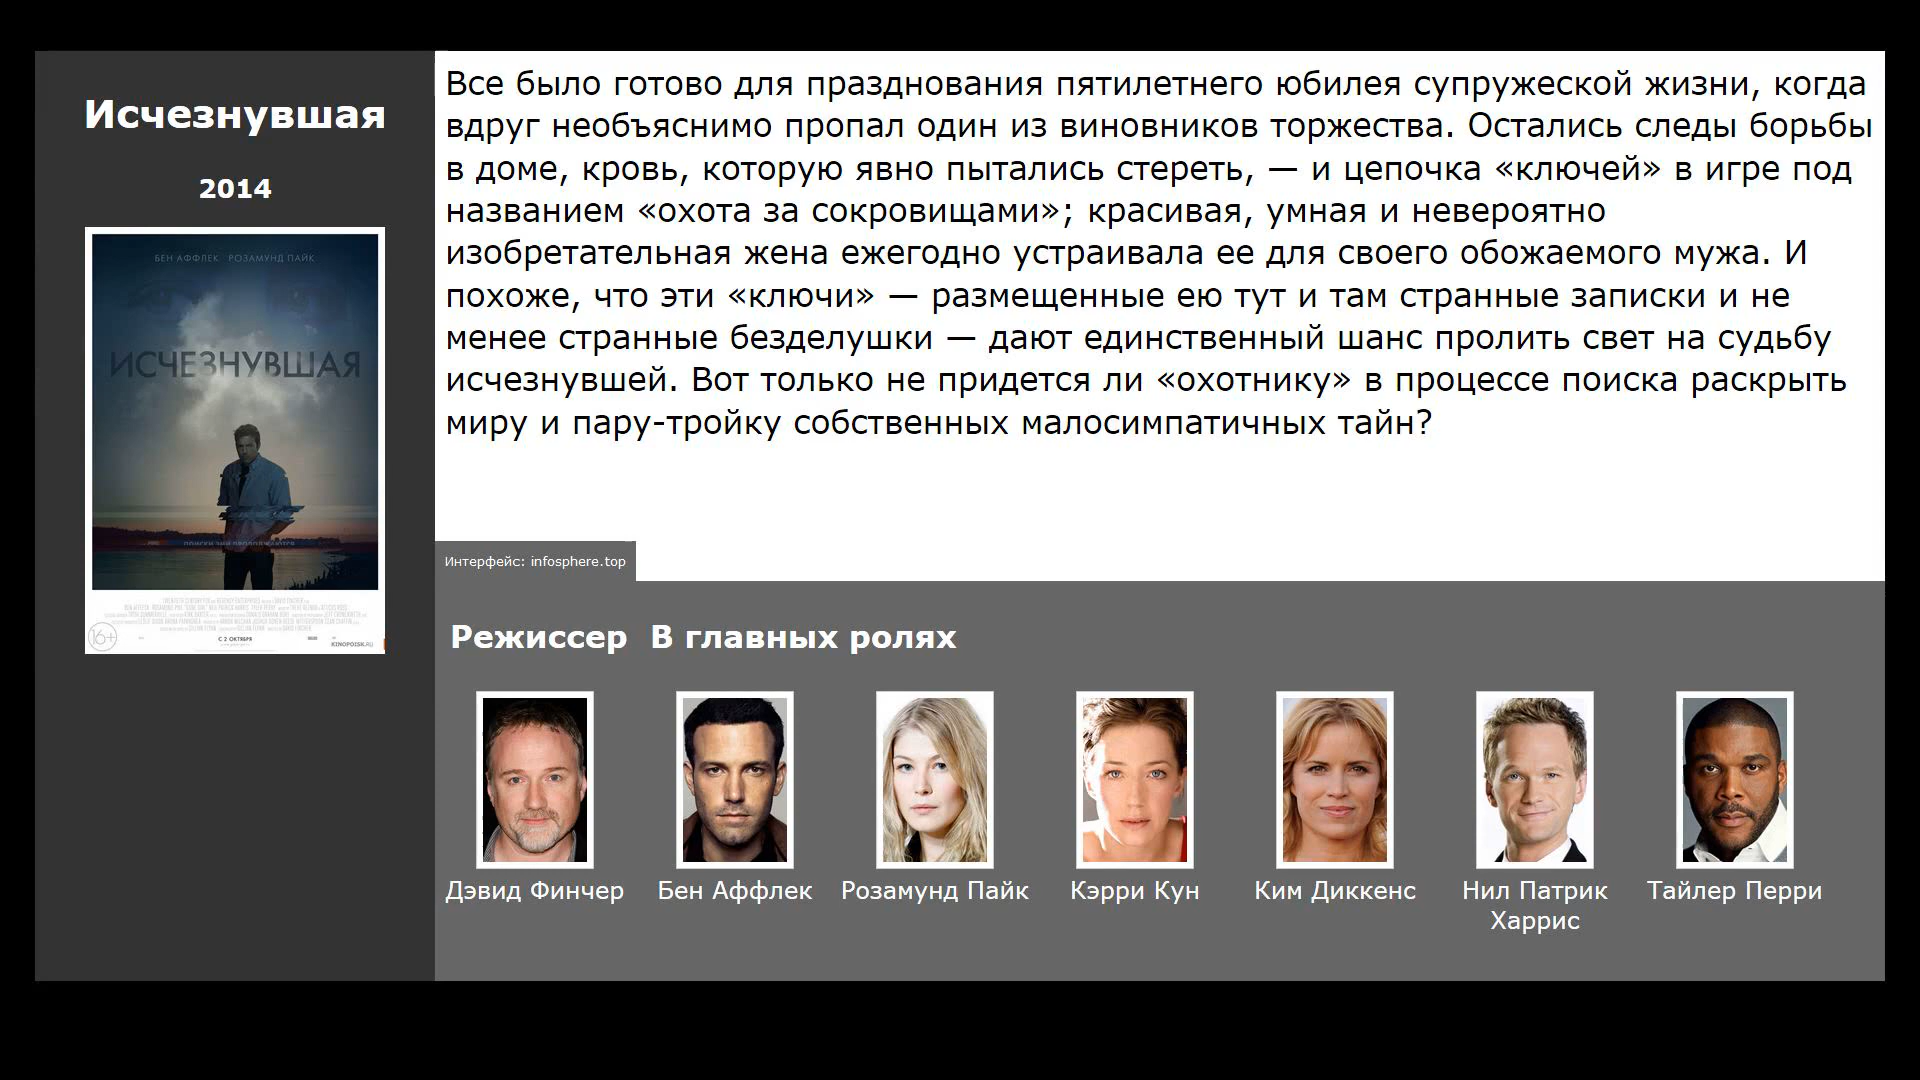 Исчезнувшая
2014
БЕН АФФЛЕК РОЗАМУНД ПАЙК
ИСЧЕЗНУВШАЯ
16+
С 2 ОКТЯБРЯ
KINOPOISK.RU
Все было готово для празднования пятилетнего юбилея супружеской жизни, когда
вдруг необъяснимо пропал один из виновников торжества. Остались следы борьбы
в доме, кровь, которую явно пытались стереть, — и цепочка «ключей» в игре под
названием «охота за сокровищами»; красивая, умная и невероятно
изобретательная жена ежегодно устраивала ее для своего обожаемого мужа. И
похоже, что эти «ключи» — размещенные ею тут и там странные записки и не
менее странные безделушки — дают единственный шанс пролить свет на судьбу
исчезнувшей. Вот только не придется ли «охотнику» в процессе поиска раскрыть
миру и пару-тройку собственных малосимпатичных тайн?
Интерфейс: infosphere.top
Режиссер В главных ролях
Дэвид Финчер Бен Аффлек Розамунд Пайк Кэрри Кун Ким Диккенс Нил Патрик Тайлер Перри
Харрис